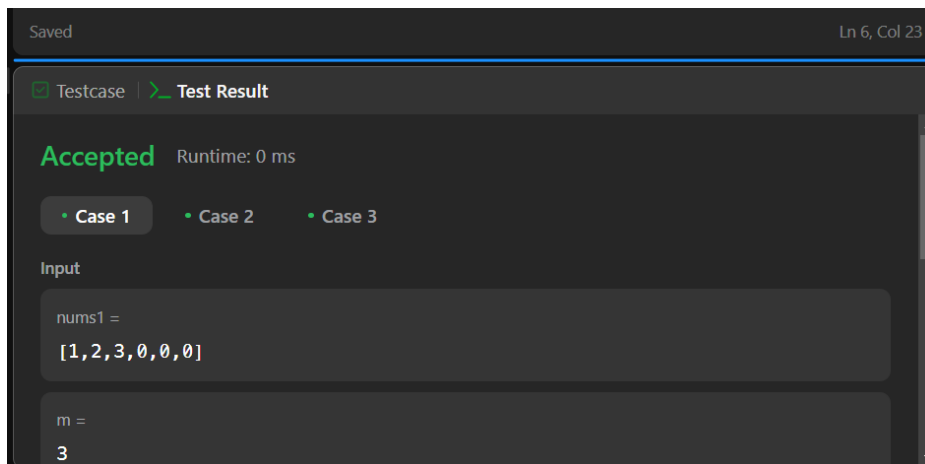 Saved Ln 6, Col 23
Testcase Test Result
Accepted Runtime: 0 ms
Case 1 Case 2 Case 3
Input
nums1 =
[1,2,3,0,0,0]
m =
3